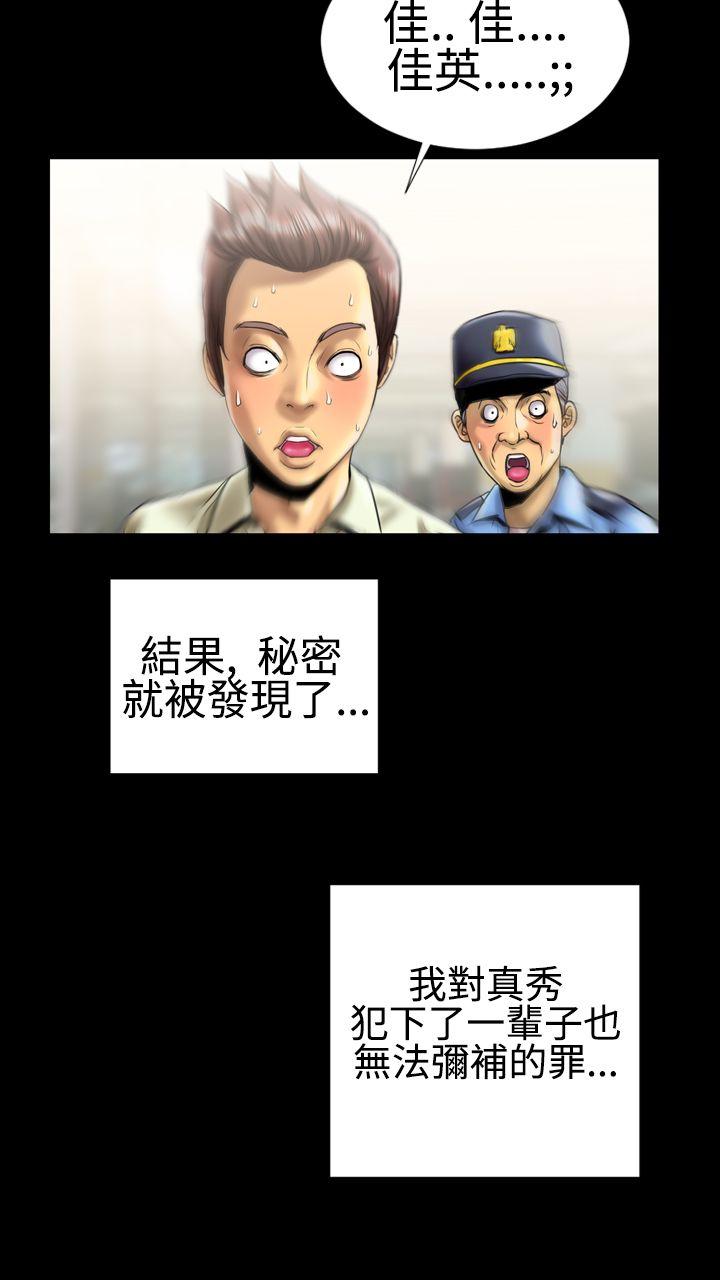 佳.. 佳....
佳英.....;;
結果, 秘密
就被發現了...
我對真秀
犯下了一輩子也
無法彌補的罪...